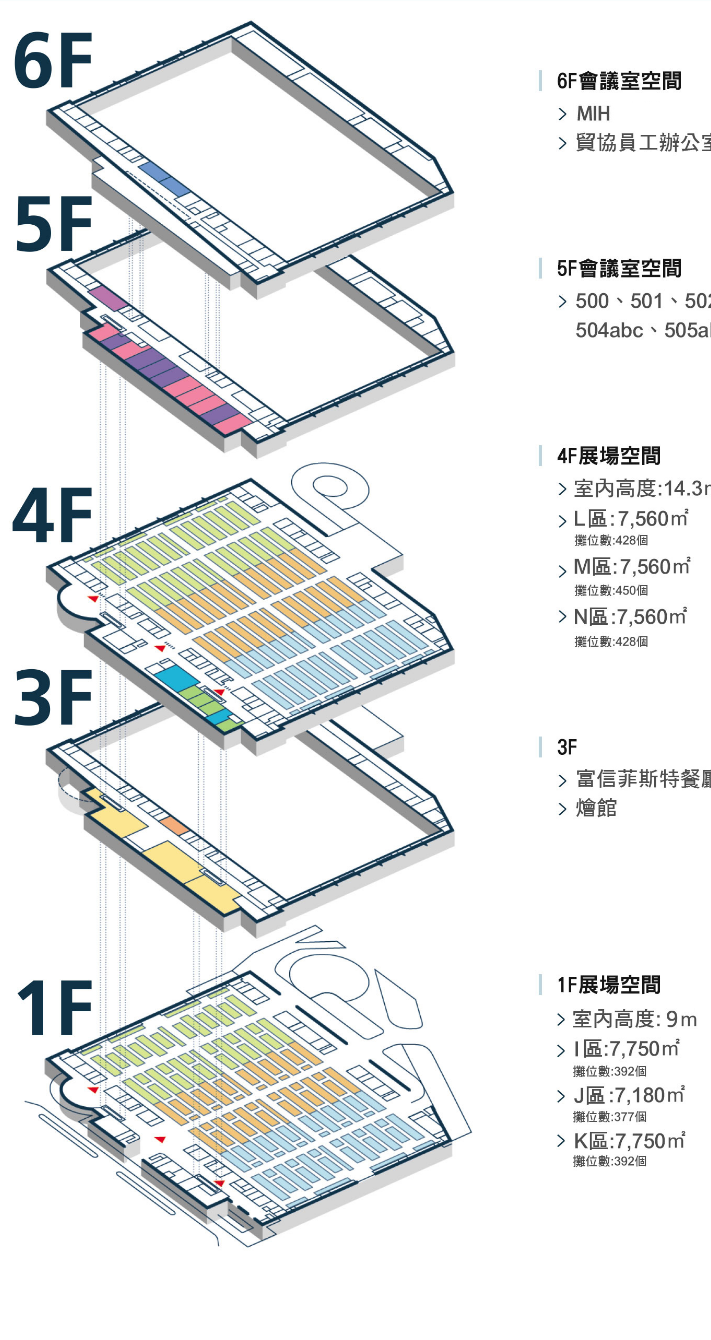 6F
6F會議室空間
> MIH
> 貿協員工辦公
5F
5F會議室空間
> 500、501、502
504abc、505a
4F
4F展場空間
> 室內高度:14.3
> L區:7,560㎡
攤位數:428個
> M區:7,560㎡
攤位數:450個
> N區:7,560㎡
攤位數:428個
3F
3F
> 富信菲斯特餐廳
> 燴館
1F
1F展場空間
> 室內高度: 9m
> I區:7,750㎡
攤位數:392個
> J區:7,180㎡
攤位數:377個
> K區:7,750㎡
攤位數:392個